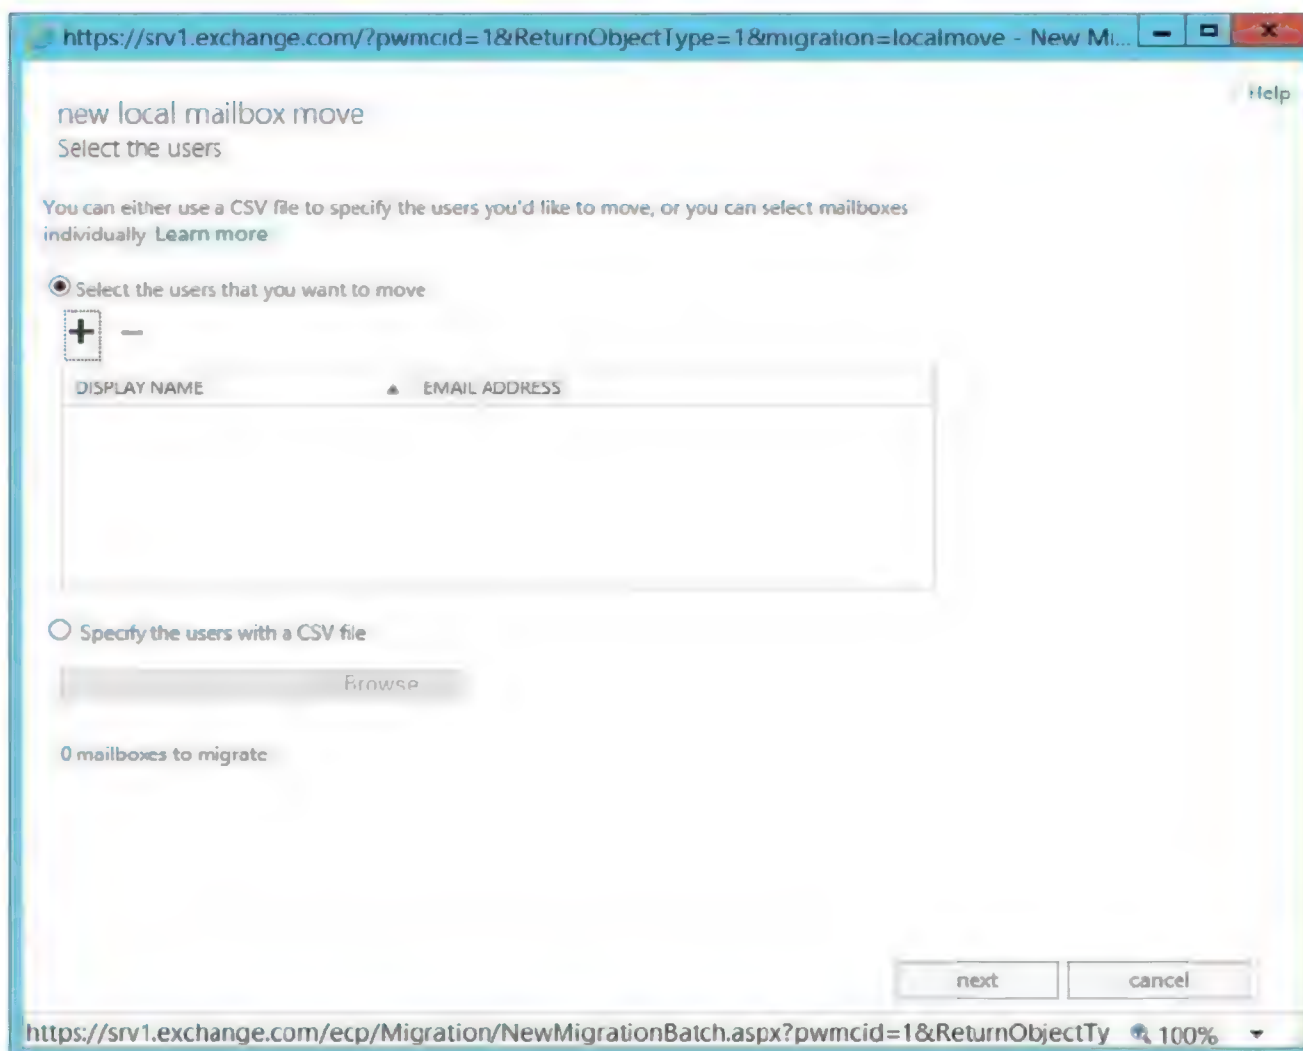 https://srv1.exchange.com/?pwmcid=1&ReturnObjectType=1&migration=localmove - New Mi...
Help
new local mailbox move
Select the users
You can either use a CSV file to specify the users you'd like to move, or you can select mailboxes
individually Learn more
Select the users that you want to move
DISPLAY NAME EMAIL ADDRESS
Specify the users with a CSV file
Browse
0 mailboxes to migrate
next cancel
https://srv1.exchange.com/ecp/Migration/NewMigrationBatch.aspx?pwmcid=1&ReturnObjectTy 100%